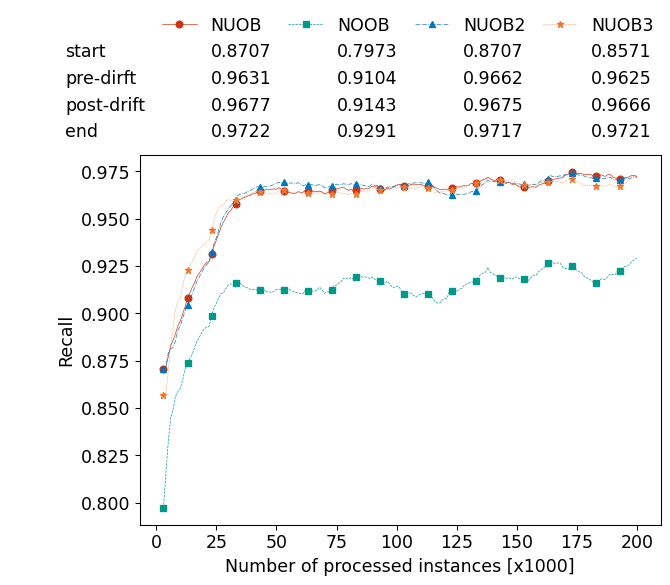 NUOB NOOB NUOB2 NUOB3
start 0.8707 0.7973 0.8707 0.8571
pre-dirft 0.9631 0.9104 0.9662 0.9625
post-drift 0.9677 0.9143 0.9675 0.9666
end 0.9722 0.9291 0.9717 0.9721
0.975
0.950
0.925
0.900
0.875
0.850
0.825
0.800
Recall
0 25 50 75 100 125 150 175 200
Number of processed instances [x1000]